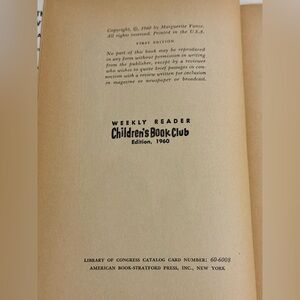 Copyright, ©, 1960 by Marguerite Vance.
All rights reserved. Printed in the U.S.A.
FIRST EDITION
No part of this book may be reproduced
in any form without permission in writing
from the publisher, except by a reviewer
who wishes to quote brief passages in con-
nection with a review written for inclusion
in magazine or newspaper or broadcast.
WEEKLY READER
Children's Book Club
Edition, 1960
LIBRARY OF CONGRESS CATALOG CARD NUMBER: 60-6008
AMERICAN BOOK-STRATFORD PRESS, INC., NEW YORK